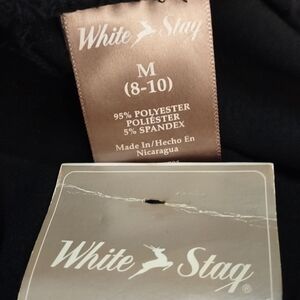 White Stag
M
(8-10)
95% POLYESTER
POLIÉSTER
5% SPANDEX
Made In/Hecho En
Nicaragua
White Stag®